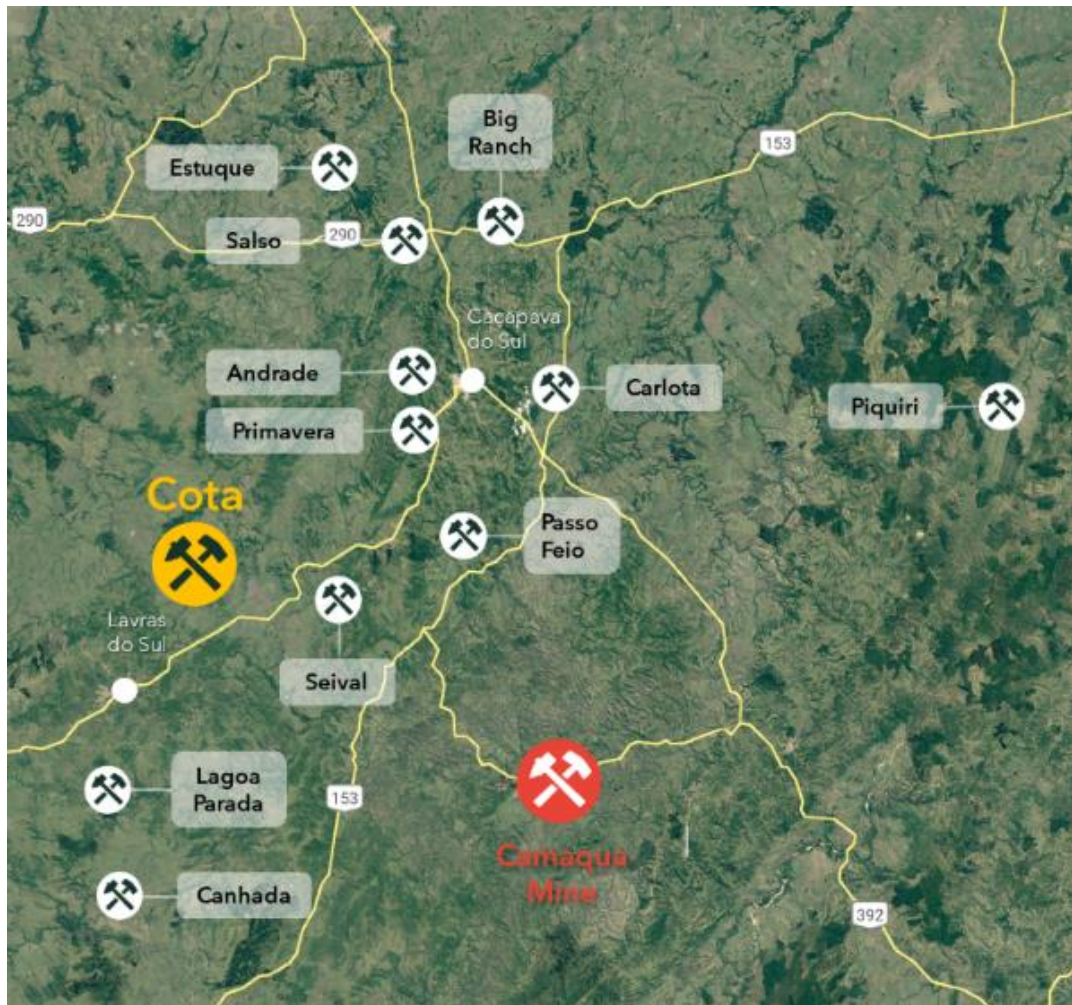 Big
Ranch
153
Estuque
290
Salso
290
Caçapava
do Sul
Andrade
Carlota
Piquiri
Primavera
Cota
Passo
Feio
Lavras
do Sul
Seival
Lagoa
Parada
153
Camaqua
Mine
Canhada
392